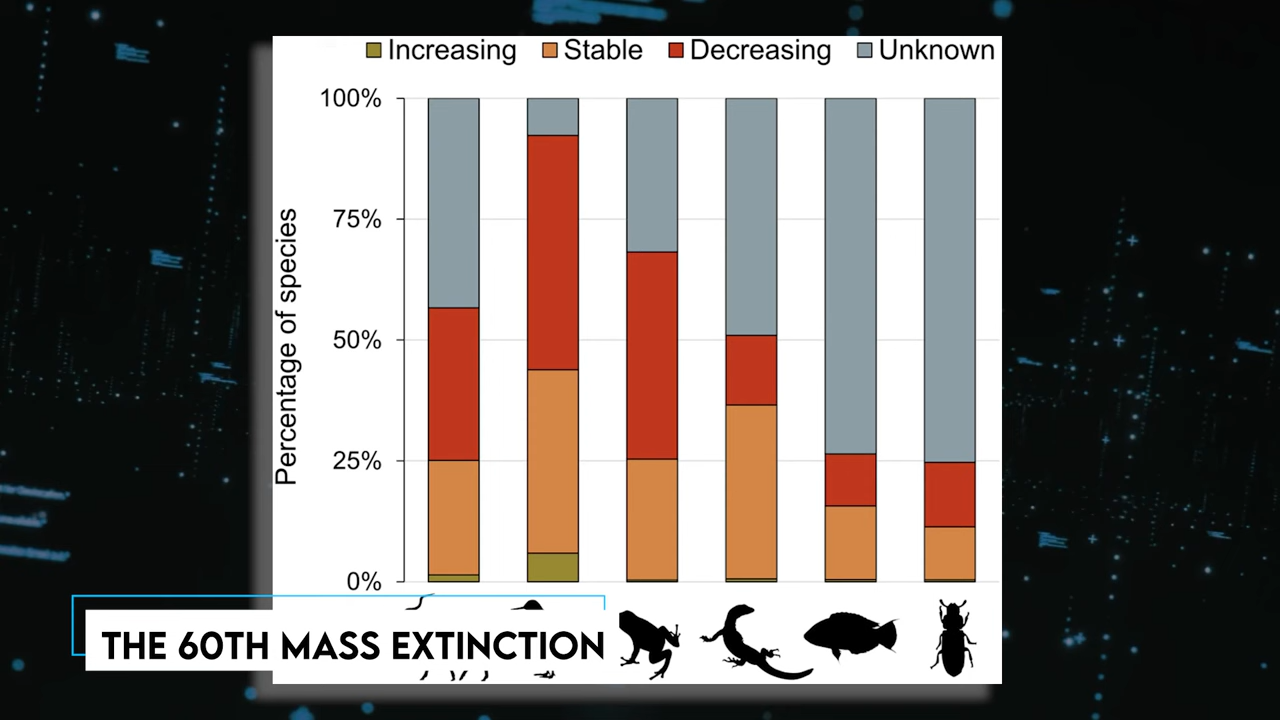 Increasing Stable Decreasing Unknown
100%
75%
50%
25%
0%
Percentage of species
THE 60TH MASS EXTINCTION